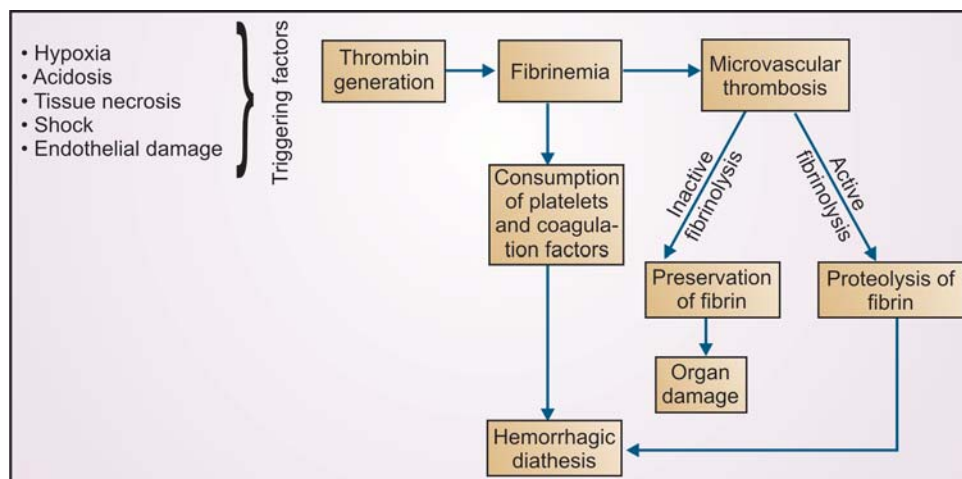 • Hypoxia
• Acidosis
• Tissue necrosis
• Shock
• Endothelial damage
Triggering factors
Thrombin
generation
Fibrinemia
Microvascular
thrombosis
Consumption
of platelets
and coagula-
tion factors
Inactive
fibrinolysis
Active
fibrinolysis
Preservation
of fibrin
Proteolysis of
fibrin
Organ
damage
Hemorrhagic
diathesis